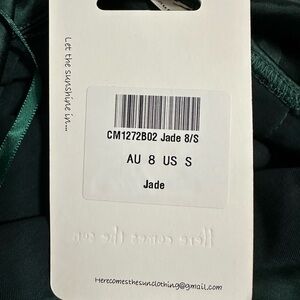 Let the sunshine in...
CM1272B02 Jade 8/S
AU 8 US S
Jade
Here comes the sun
Herecomesthesunclothing@gmail.com